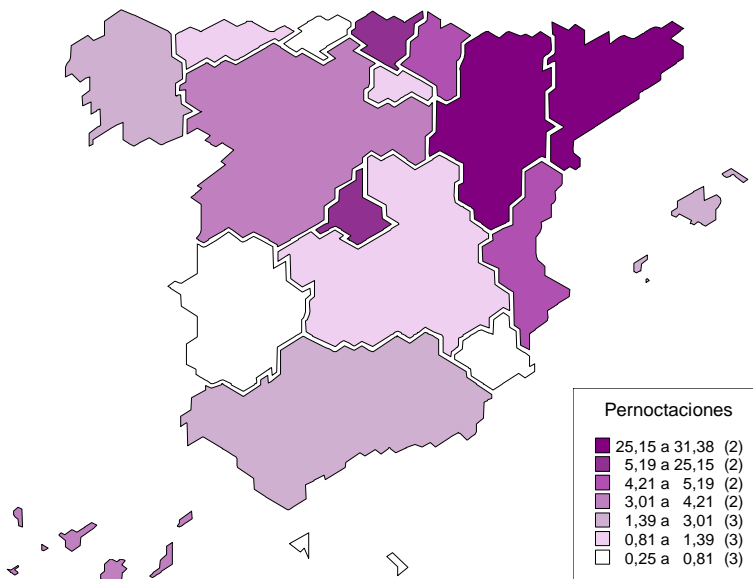 Pernoctaciones
25,15 a 31,38 (2)
5,19 a 25,15 (2)
4,21 a 5,19 (2)
3,01 a 4,21 (2)
1,39 a 3,01 (3)
0,81 a 1,39 (3)
0,25 a 0,81 (3)